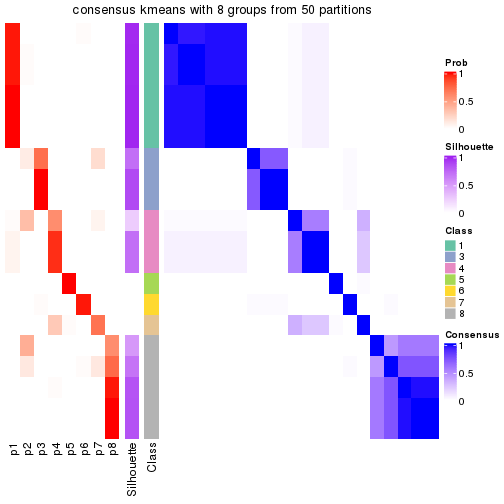 consensus kmeans with 8 groups from 50 partitions
Prob
1
0.5
0
Silhouette
1
0.5
0
Class
1
3
4
5
6
7
8
Consensus
1
0.5
0
p1
p2
p3
p4
p5
p6
p7
p8
Silhouette
Class